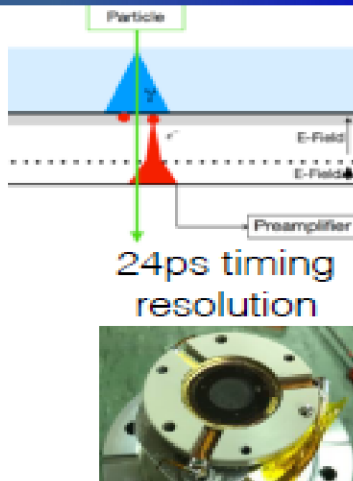 Particle
γ
e⁻
E-Field
E-Field
Preamplifier
24ps timing
resolution